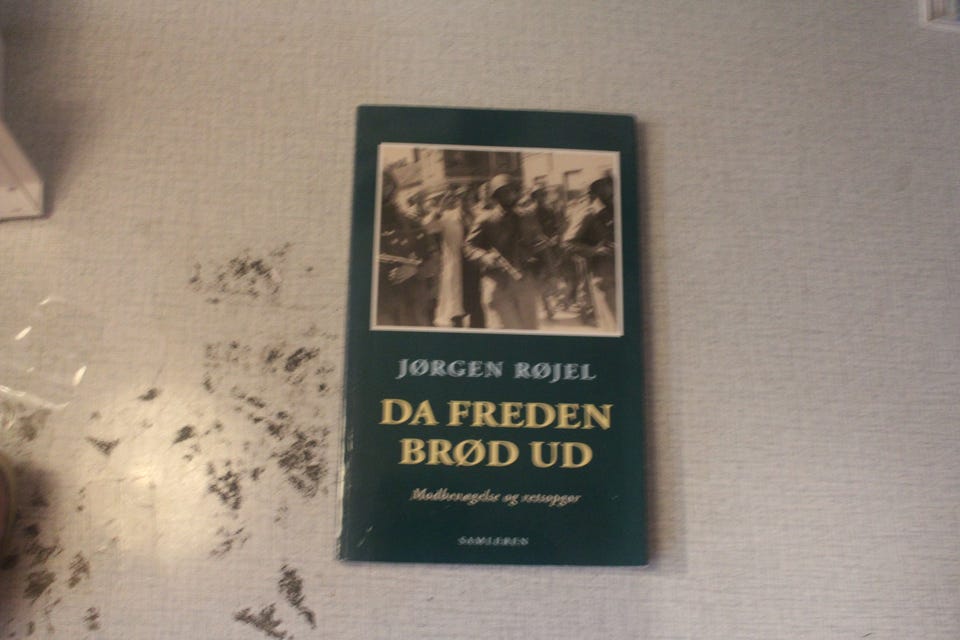 JØRGEN RØJEL
DA FREDEN
BRØD UD
Modbevægelse og retsopgør
SAMLEREN